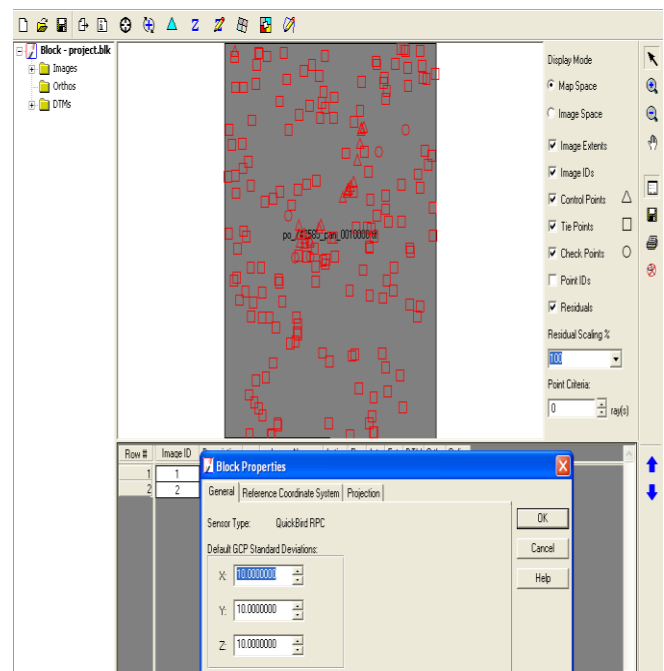 Block - project.blk
Images
Orthos
DTMs
po_748565_pan_0010000.tif
Display Mode
Map Space
Image Space
Image Extents
Image IDs
Control Points
Tie Points
Check Points
Point IDs
Residuals
Residual Scaling %
100
Point Criteria:
0 ray(s)
Row # Image ID
1 1
2 2
Block Properties
General Reference Coordinate System Projection
Sensor Type: QuickBird RPC
Default GCP Standard Deviations:
X: 10.0000000
Y: 10.0000000
Z: 10.0000000
OK
Cancel
Help